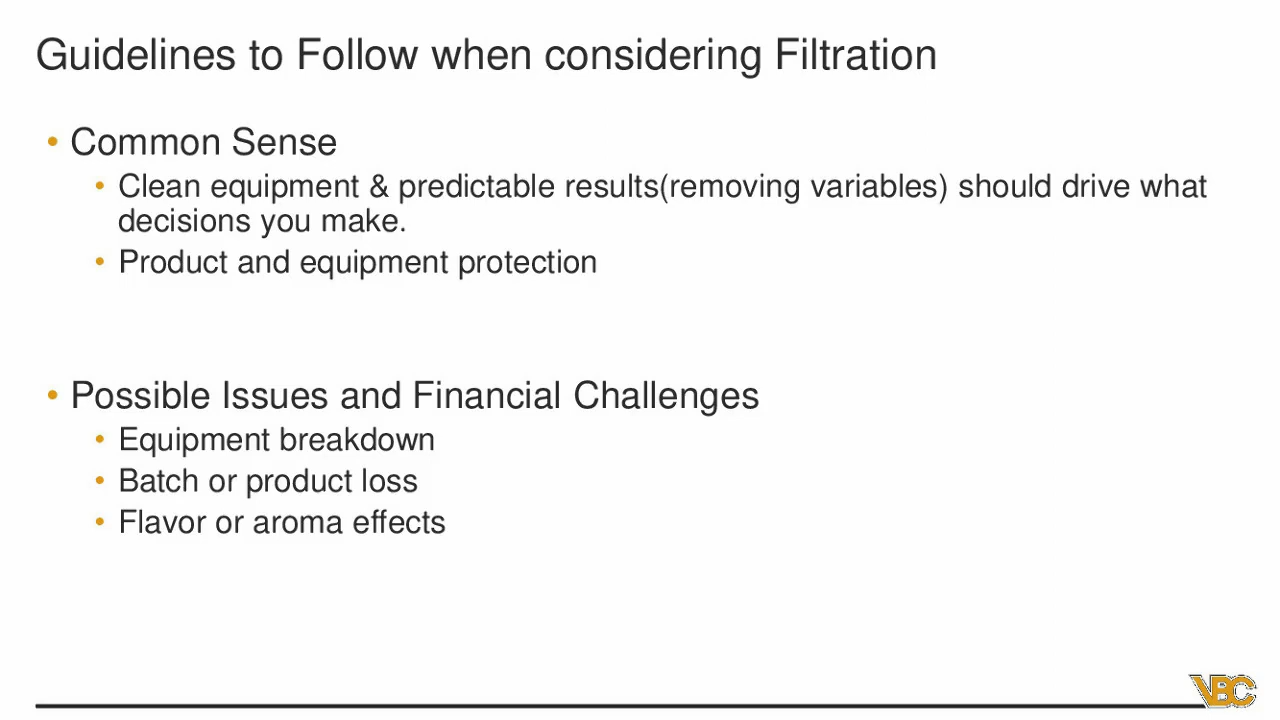 Guidelines to Follow when considering Filtration
• Common Sense
• Clean equipment & predictable results(removing variables) should drive what
decisions you make.
• Product and equipment protection
• Possible Issues and Financial Challenges
• Equipment breakdown
• Batch or product loss
• Flavor or aroma effects
VBC